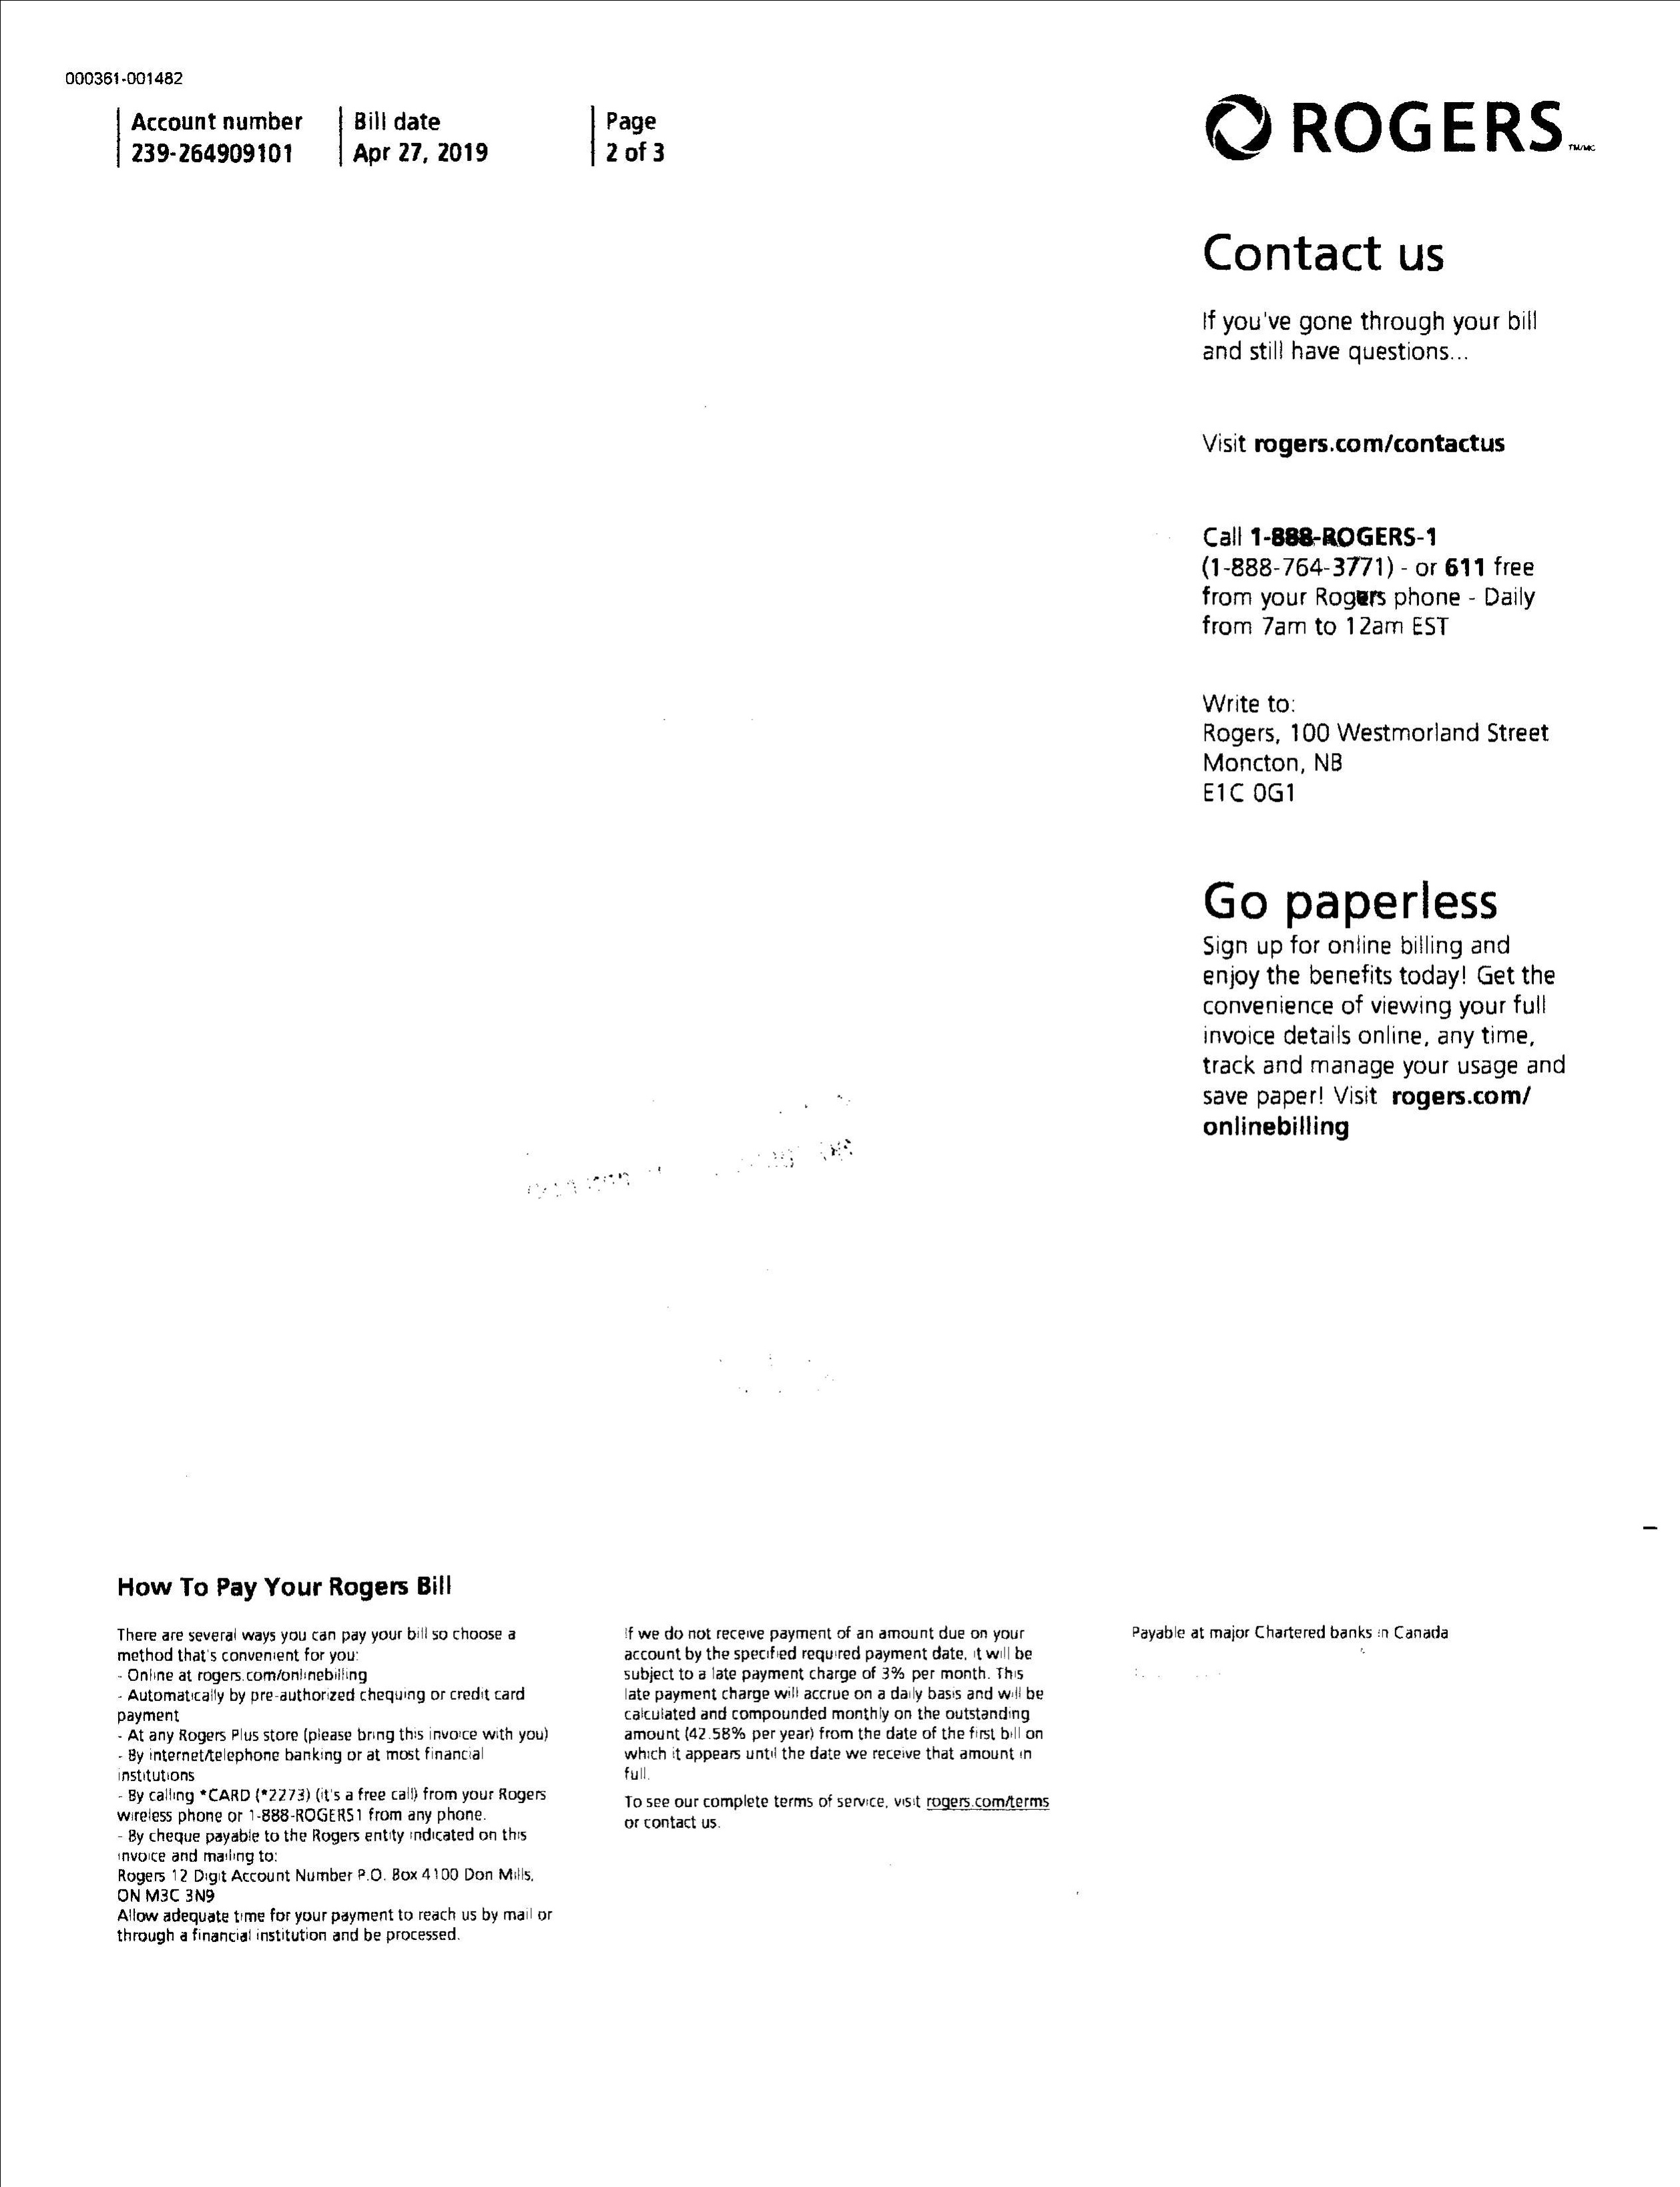 000361-001482
Account number
239-264909101
Bill date
Apr 27, 2019
Page
2 of 3
ROGERS TM/MC
Contact us
If you've gone through your bill
and still have questions...
Visit rogers.com/contactus
Call 1-888-ROGERS-1
(1-888-764-3771) - or 611 free
from your Rogers phone - Daily
from 7am to 12am EST
Write to:
Rogers, 100 Westmorland Street
Moncton, NB
E1C 0G1
Go paperless
Sign up for online billing and
enjoy the benefits today! Get the
convenience of viewing your full
invoice details online, any time,
track and manage your usage and
save paper! Visit rogers.com/
onlinebilling
How To Pay Your Rogers Bill
There are several ways you can pay your bill so choose a
method that's convenient for you:
- Online at rogers.com/onlinebilling
- Automatically by pre-authorized chequing or credit card
payment
- At any Rogers Plus store (please bring this invoice with you)
- By internet/telephone banking or at most financial
institutions
- By calling *CARD (*2273) (it's a free call) from your Rogers
wireless phone or 1-888-ROGERS1 from any phone.
- By cheque payable to the Rogers entity indicated on this
invoice and mailing to:
Rogers 12 Digit Account Number P.O. Box 4100 Don Mills,
ON M3C 3N9
Allow adequate time for your payment to reach us by mail or
through a financial institution and be processed.
If we do not receive payment of an amount due on your
account by the specified required payment date, it will be
subject to a late payment charge of 3% per month. This
late payment charge will accrue on a daily basis and will be
calculated and compounded monthly on the outstanding
amount (42.58% per year) from the date of the first bill on
which it appears until the date we receive that amount in
full.
To see our complete terms of service, visit rogers.com/terms
or contact us.
Payable at major Chartered banks in Canada